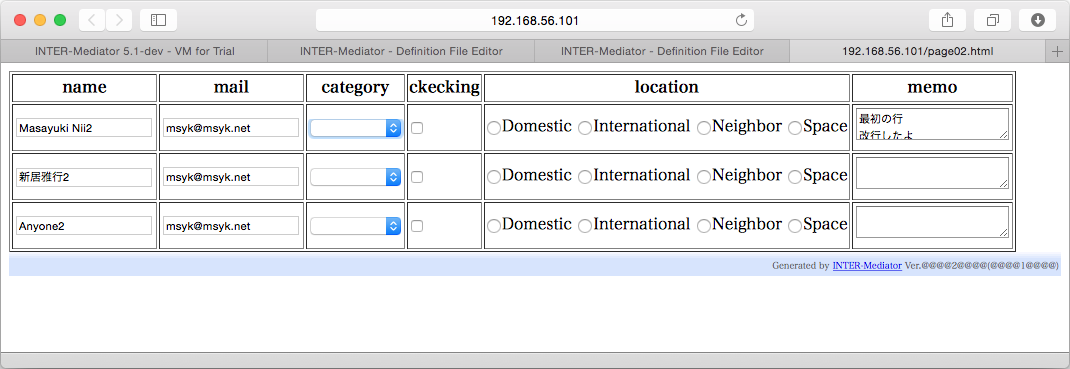 192.168.56.101
INTER-Mediator 5.1-dev - VM for Trial
INTER-Mediator - Definition File Editor
INTER-Mediator - Definition File Editor
192.168.56.101/page02.html
name mail category ckecking location memo
Masayuki Nii2 msyk@msyk.net Domestic International Neighbor Space 最初の行
改行したよ
新居雅行2 msyk@msyk.net Domestic International Neighbor Space
Anyone2 msyk@msyk.net Domestic International Neighbor Space
Generated by INTER-Mediator Ver.@@@@2@@@@(@@@@1@@@@)